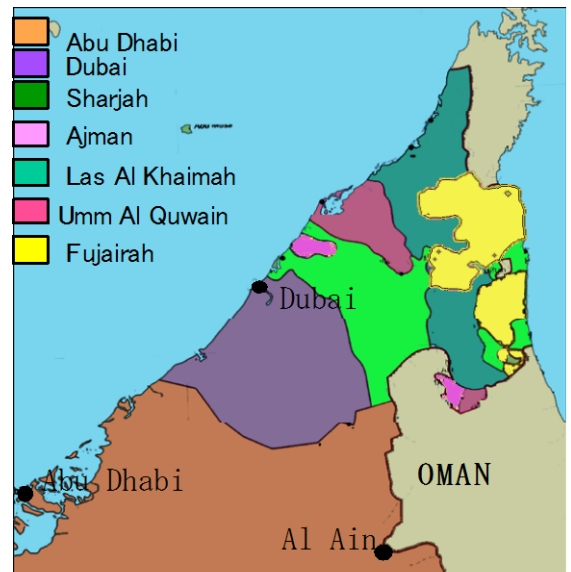 Abu Dhabi
Dubai
Sharjah
Ajman
Las Al Khaimah
Umm Al Quwain
Fujairah
Dubai
Abu Dhabi
OMAN
Al Ain